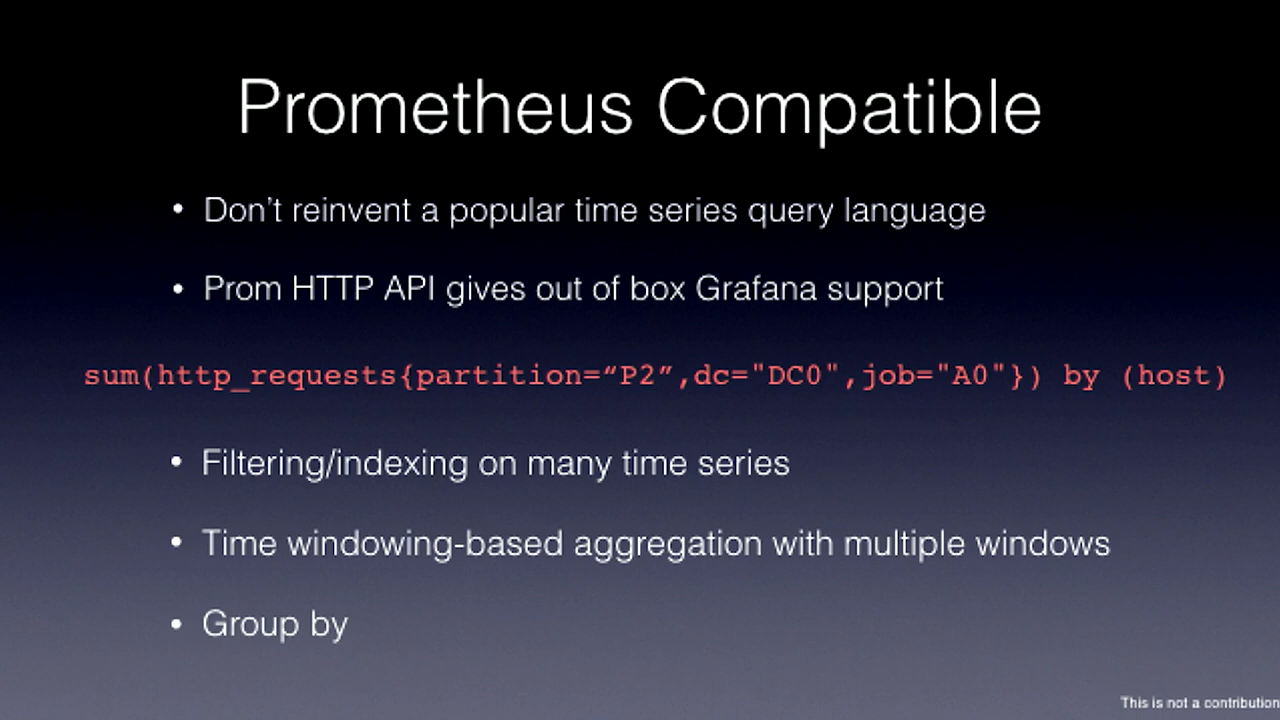 Prometheus Compatible
• Don’t reinvent a popular time series query language
• Prom HTTP API gives out of box Grafana support
sum(http_requests{partition=“P2”,dc="DC0",job="A0"}) by (host)
• Filtering/indexing on many time series
• Time windowing-based aggregation with multiple windows
• Group by
This is not a contribution